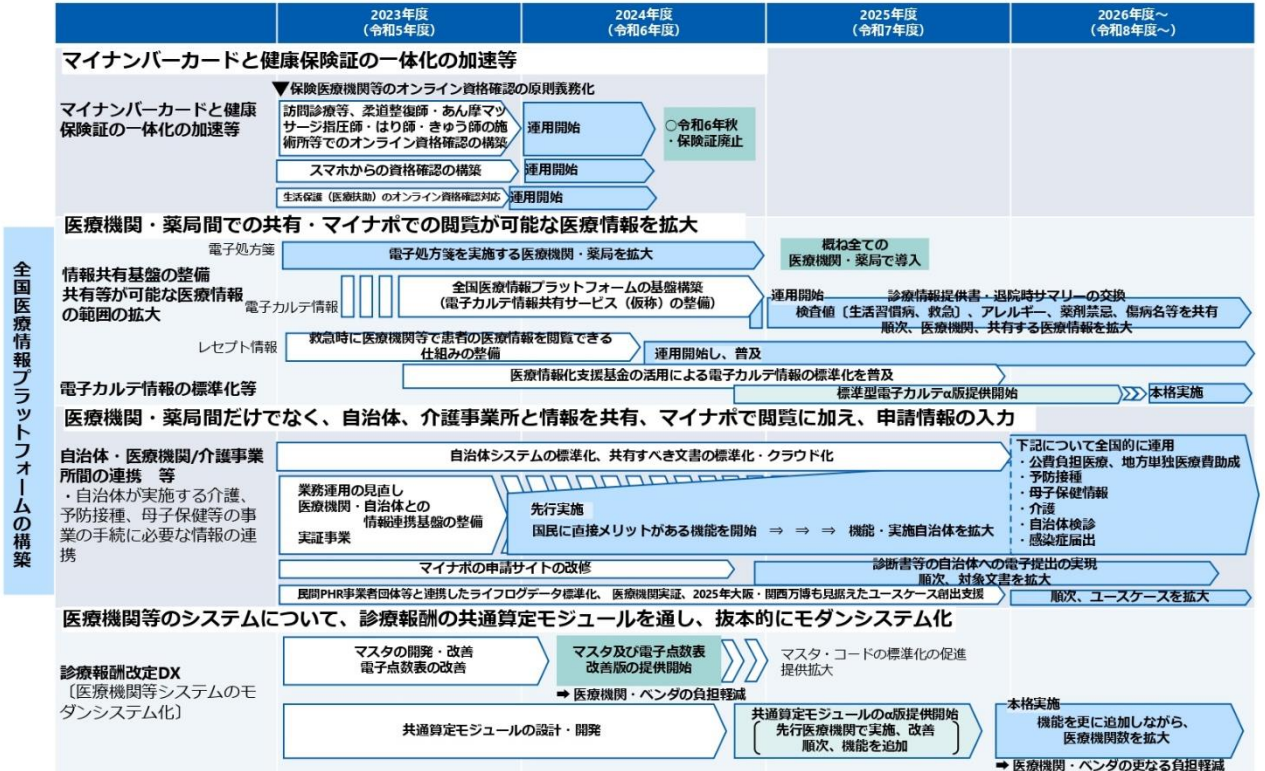 2023年度
(令和5年度)
2024年度
(令和6年度)
2025年度
(令和7年度)
2026年度～
(令和8年度～)
全国医療情報プラットフォームの構築
マイナンバーカードと健康保険証の一体化の加速等
▼保険医療機関等のオンライン資格確認の原則義務化
マイナンバーカードと健康
保険証の一体化の加速等
訪問診療等、柔道整復師・あん摩マッ
サージ指圧師・はり師・きゅう師の施
術所等でのオンライン資格確認の構築
運用開始
○令和6年秋
・保険証廃止
スマホからの資格確認の構築
運用開始
生活保護（医療扶助）のオンライン資格確認対応
運用開始
医療機関・薬局間での共有・マイナポでの閲覧が可能な医療情報を拡大
情報共有基盤の整備
共有等が可能な医療情報
の範囲の拡大
電子処方箋
電子処方箋を実施する医療機関・薬局を拡大
概ね全ての
医療機関・薬局で導入
電子カルテ情報
全国医療情報プラットフォームの基盤構築
（電子カルテ情報共有サービス（仮称）の整備）
運用開始
診療情報提供書・退院時サマリーの交換
検査値〔生活習慣病、救急〕、アレルギー、薬剤禁忌、傷病名等を共有
順次、医療機関、共有する医療情報を拡大
レセプト情報
救急時に医療機関等で患者の医療情報を閲覧できる
仕組みの整備
運用開始し、普及
電子カルテ情報の標準化等
医療情報化支援基金の活用による電子カルテ情報の標準化を普及
標準型電子カルテα版提供開始
本格実施
医療機関・薬局間だけでなく、自治体、介護事業所と情報を共有、マイナポで閲覧に加え、申請情報の入力
自治体・医療機関/介護事業
所間の連携　等
・自治体が実施する介護、
予防接種、母子保健等の事
業の手続に必要な情報の連
携
自治体システムの標準化、共有すべき文書の標準化・クラウド化
業務運用の見直し
医療機関・自治体との
情報連携基盤の整備
実証事業
先行実施
国民に直接メリットがある機能を開始　⇒　⇒　⇒　機能・実施自治体を拡大
下記について全国的に運用
・公費負担医療、地方単独医療費助成
・予防接種
・母子保健情報
・介護
・自治体検診
・感染症届出
マイナポの申請サイトの改修
診断書等の自治体への電子提出の実現
順次、対象文書を拡大
民間PHR事業者団体等と連携したライフログデータ標準化、医療機関実証、2025年大阪・関西万博も見据えたユースケース創出支援
順次、ユースケースを拡大
医療機関等のシステムについて、診療報酬の共通算定モジュールを通し、抜本的にモダンシステム化
診療報酬改定DX
〔医療機関等システムのモ
ダンシステム化〕
マスタの開発・改善
電子点数表の改善
マスタ及び電子点数表
改善版の提供開始
マスタ・コードの標準化の促進
提供拡大
➡ 医療機関・ベンダの負担軽減
共通算定モジュールの設計・開発
共通算定モジュールのα版提供開始
先行医療機関で実施、改善
順次、機能を追加
本格実施
機能を更に追加しながら、
医療機関数を拡大
➡ 医療機関・ベンダの更なる負担軽減